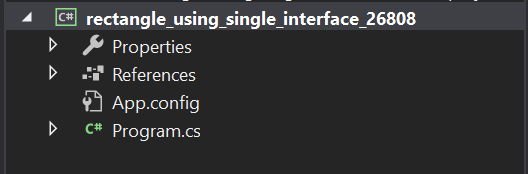 C# rectangle_using_single_interface_26808
Properties
References
App.config
C# Program.cs